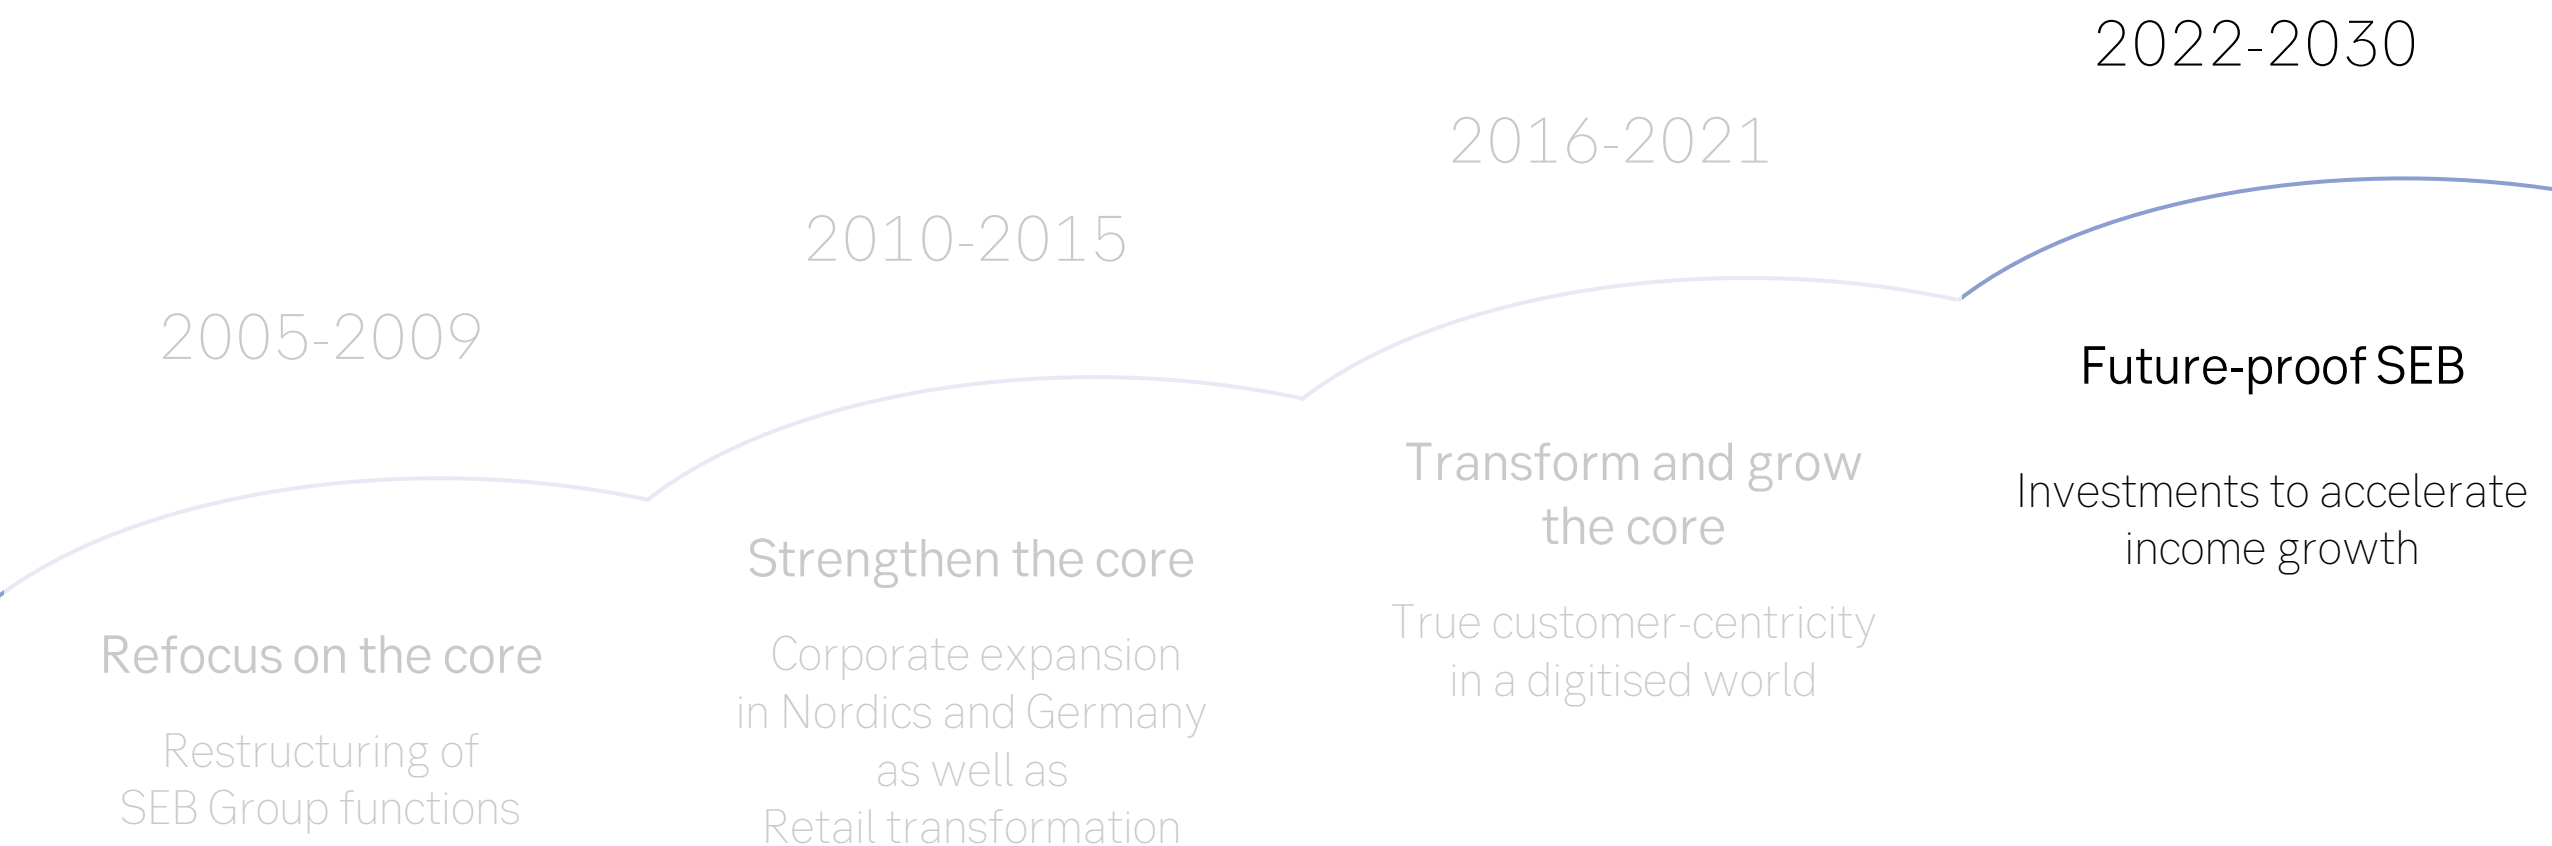 2005-2009
Refocus on the core
Restructuring of
SEB Group functions
2010-2015
Strengthen the core
Corporate expansion
in Nordics and Germany
as well as
Retail transformation
2016-2021
Transform and grow
the core
True customer-centricity
in a digitised world
2022-2030
Future-proof SEB
Investments to accelerate
income growth